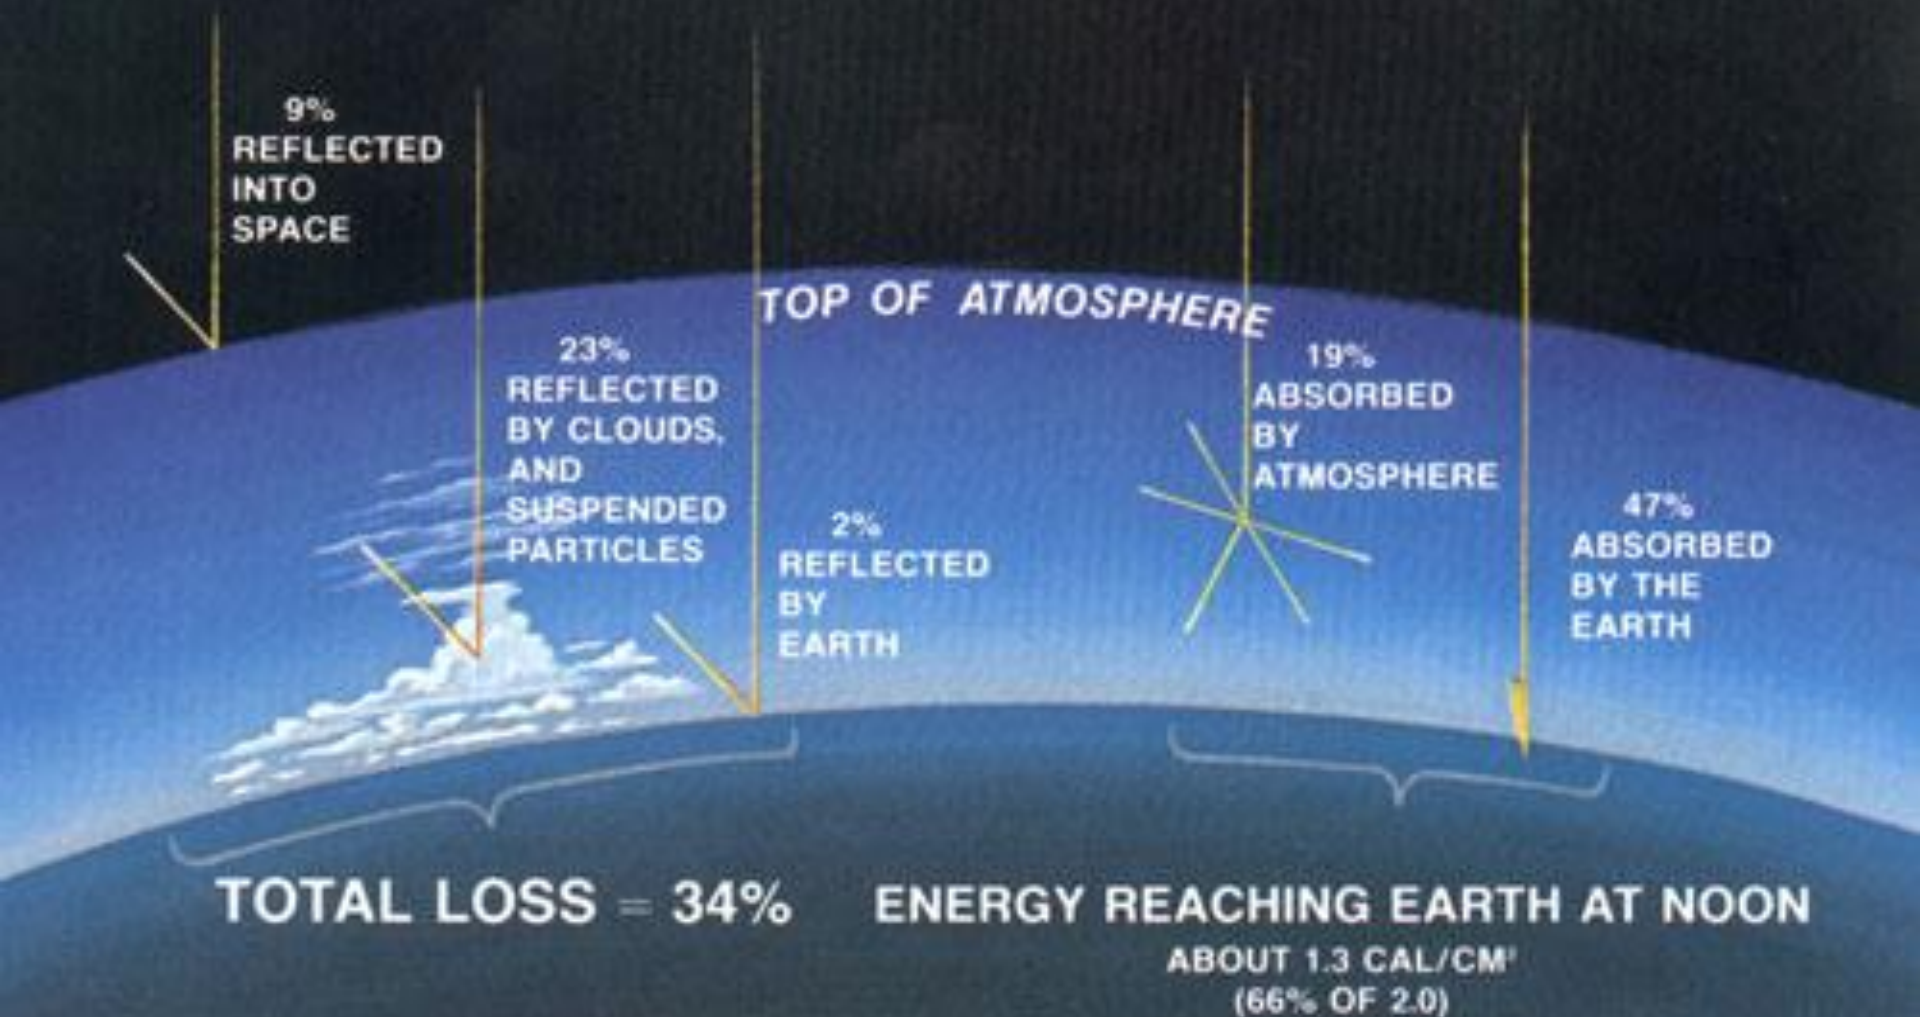 9%
REFLECTED
INTO
SPACE
TOP OF ATMOSPHERE
23%
REFLECTED
BY CLOUDS,
AND
SUSPENDED
PARTICLES
2%
REFLECTED
BY
EARTH
19%
ABSORBED
BY
ATMOSPHERE
47%
ABSORBED
BY THE
EARTH
TOTAL LOSS = 34%
ENERGY REACHING EARTH AT NOON
ABOUT 1.3 CAL/CM²
(66% OF 2.0)